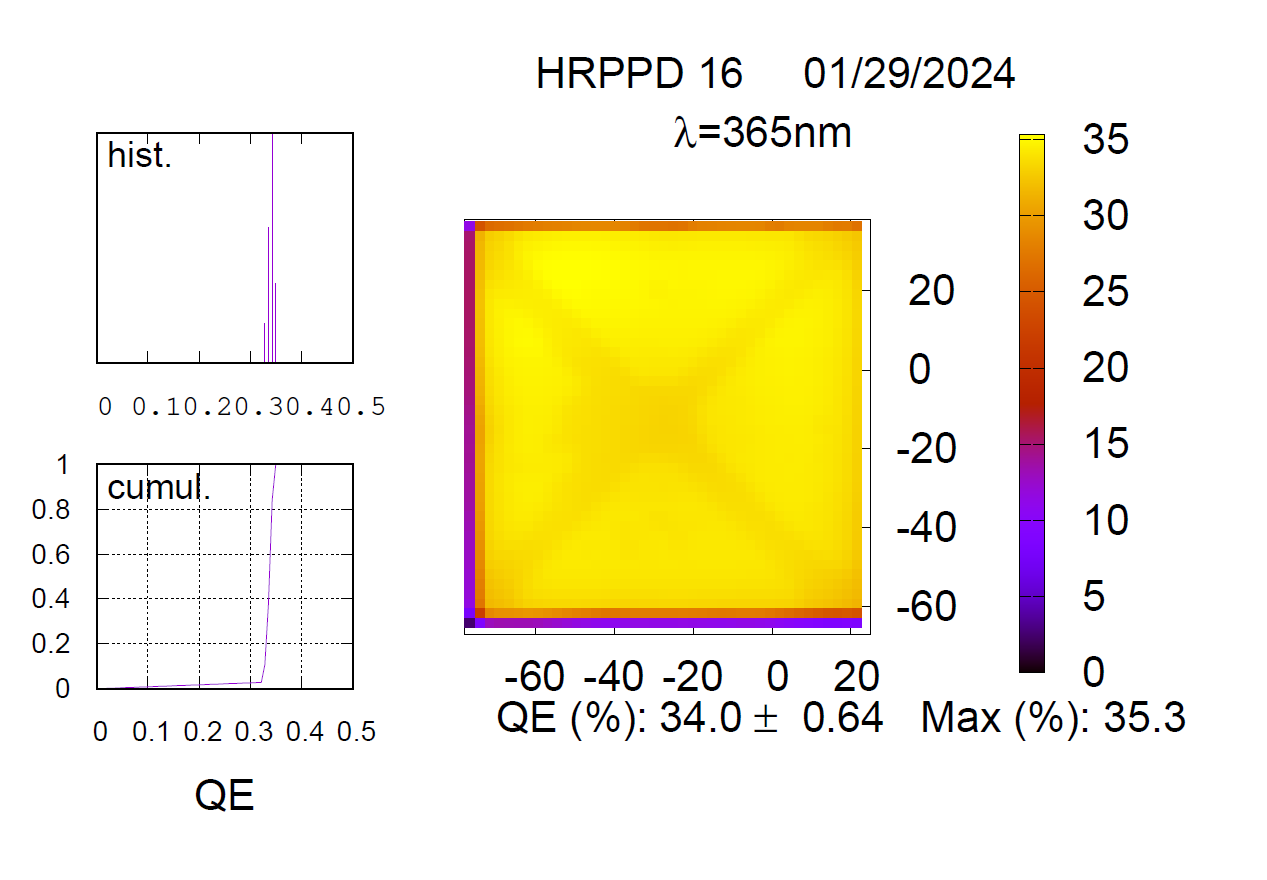 HRPPD 16 01/29/2024
λ=365nm
hist.
0 0.10.20.30.40.5
cumul.
1
0.8
0.6
0.4
0.2
0
0 0.1 0.2 0.3 0.4 0.5
QE
20
0
-20
-40
-60
-60 -40 -20 0 20
35
30
25
20
15
10
5
0
QE (%): 34.0 ± 0.64 Max (%): 35.3